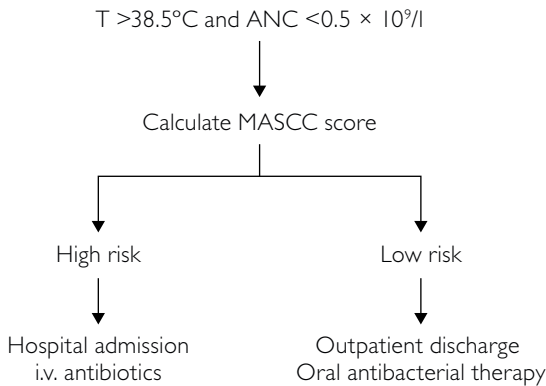 T >38.5ºC and ANC <0.5 × 10⁹/l
Calculate MASCC score
High risk
Low risk
Hospital admission
i.v. antibiotics
Outpatient discharge
Oral antibacterial therapy